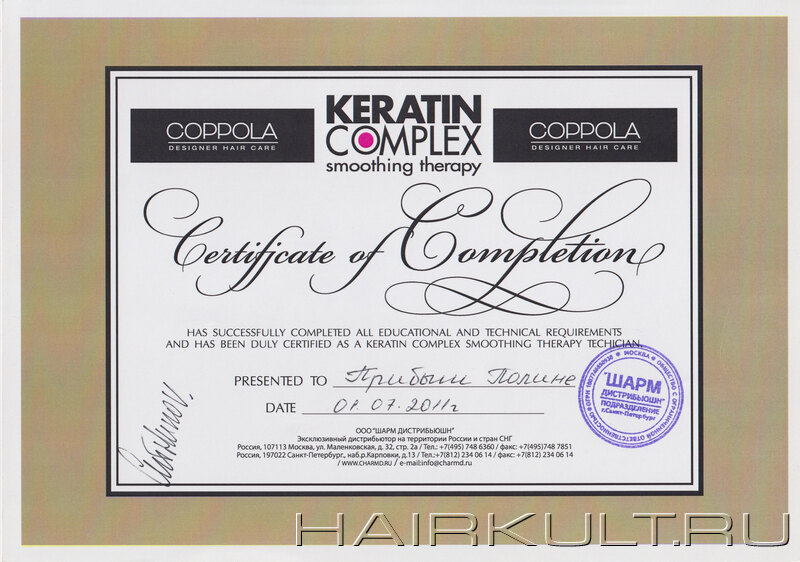 KERATIN
COMPLEX
smoothing therapy
COPPOLA
DESIGNER HAIR CARE
COPPOLA
DESIGNER HAIR CARE
Certificate of Completion
HAS SUCCESSFULLY COMPLETED ALL EDUCATIONAL AND TECHNICAL REQUIREMENTS
AND HAS BEEN DULY CERTIFIED AS A KERATIN COMPLEX SMOOTHING THERAPY TECHICIAN.
PRESENTED TO Прибыш Полине
DATE 01.07.2011г
ООО "ШАРМ ДИСТРИБЬЮШН"
Эксклюзивный дистрибьютор на территории России и стран СНГ
Россия, 107113 Москва, ул. Маленковская, д. 32, стр. 2а / Тел.: +7(495) 748 6360 / факс: +7(495)748 7851
Россия, 197022 Санкт-Петербург., наб.р.Карповки, д.13 / Тел.:+7(812) 234 06 14 / факс: +7(812) 234 06 14
/ WWW.CHARMD.RU / e-mail:info@charmd.ru
"ШАРМ
ДИСТРИБЬЮШН"
ПОДРАЗДЕЛЕНИЕ
г.Санкт-Петербург
МОСКВА
ОБЩЕСТВО С ОГРАНИЧЕННОЙ ОТВЕТСТВЕННОСТЬЮ
HAIRKULT.RU